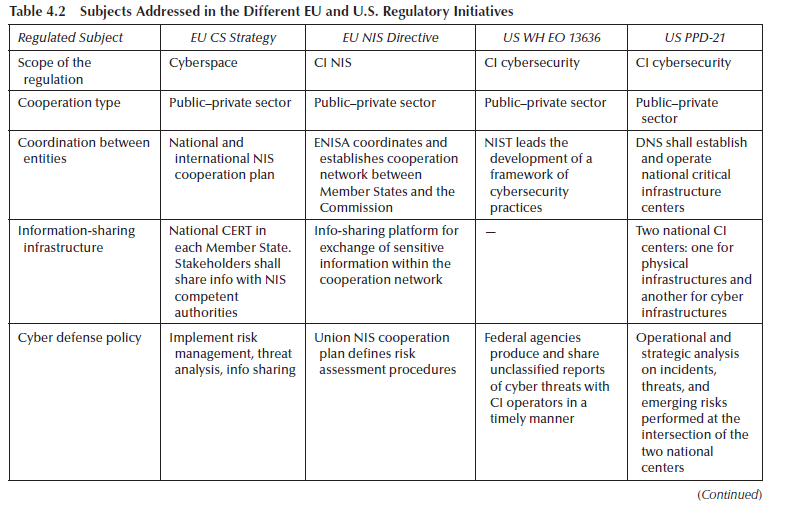 Table 4.2 Subjects Addressed in the Different EU and U.S. Regulatory Initiatives
Regulated Subject EU CS Strategy EU NIS Directive US WH EO 13636 US PPD-21
Scope of the
regulation
Cyberspace
CI NIS
CI cybersecurity
CI cybersecurity
Cooperation type
Public–private sector
Public–private sector
Public–private sector
Public–private
sector
Coordination between
entities
National and
international NIS
cooperation plan
ENISA coordinates and
establishes cooperation
network between
Member States and the
Commission
NIST leads the
development of a
framework of
cybersecurity
practices
DNS shall establish
and operate
national critical
infrastructure
centers
Information-sharing
infrastructure
National CERT in
each Member State.
Stakeholders shall
share info with NIS
competent
authorities
Info-sharing platform for
exchange of sensitive
information within the
cooperation network
—
Two national CI
centers: one for
physical
infrastructures and
another for cyber
infrastructures
Cyber defense policy
Implement risk
management, threat
analysis, info sharing
Union NIS cooperation
plan defines risk
assessment procedures
Federal agencies
produce and share
unclassified reports
of cyber threats with
CI operators in a
timely manner
Operational and
strategic analysis
on incidents,
threats, and
emerging risks
performed at the
intersection of the
two national
centers
(Continued)